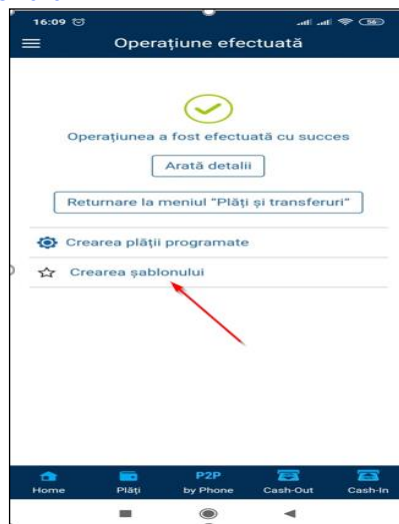 16:09
56
Operațiune efectuată
Operațiunea a fost efectuată cu succes
Arată detalii
Returnare la meniul "Plăți și transferuri"
Crearea plății programate
Crearea șablonului
Home Plăți P2P by Phone Cash-Out Cash-In